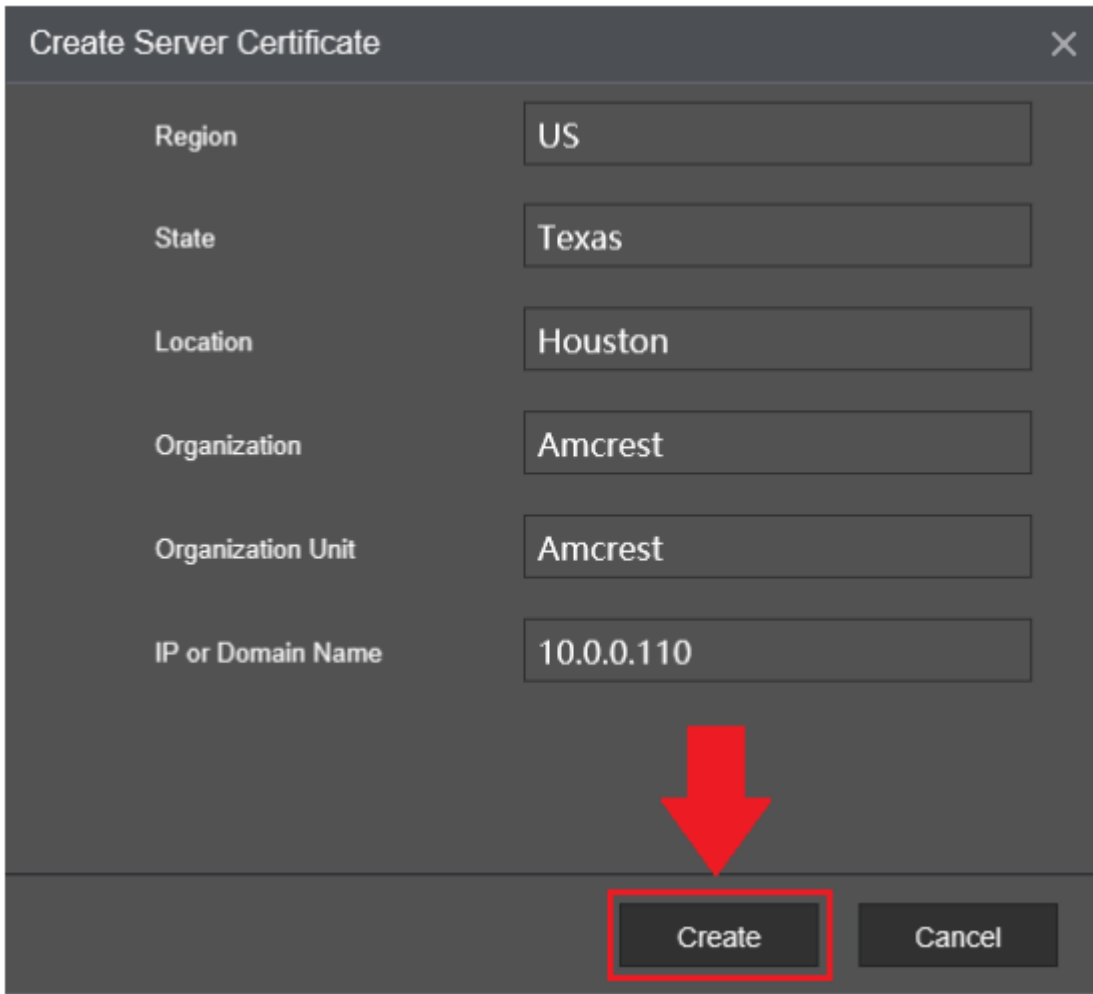 Create Server Certificate
Region US
State Texas
Location Houston
Organization Amcrest
Organization Unit Amcrest
IP or Domain Name 10.0.0.110
Create Cancel